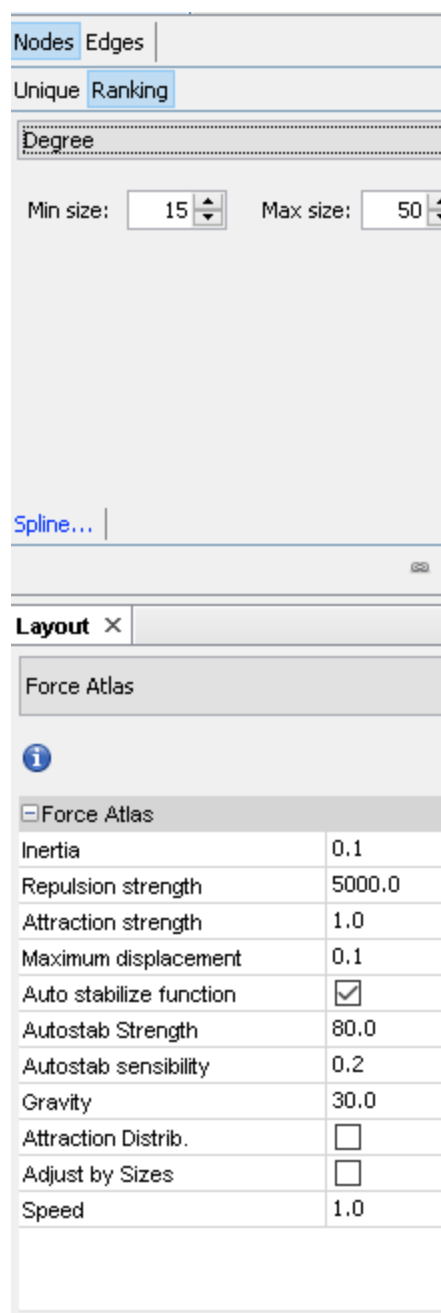 Nodes Edges
Unique Ranking
Degree
Min size: 15 Max size: 50
Spline...
Layout
Force Atlas
Force Atlas
Inertia 0.1
Repulsion strength 5000.0
Attraction strength 1.0
Maximum displacement 0.1
Auto stabilize function
Autostab Strength 80.0
Autostab sensibility 0.2
Gravity 30.0
Attraction Distrib.
Adjust by Sizes
Speed 1.0